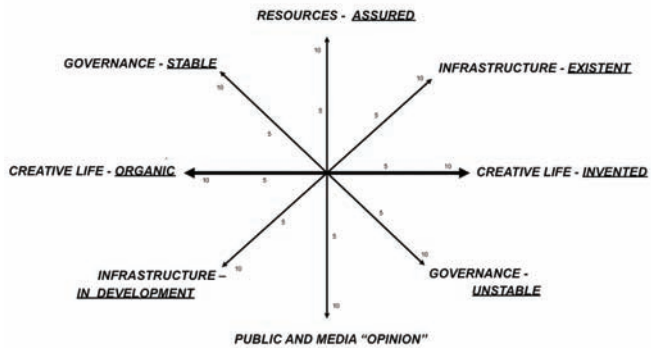 RESOURCES - ASSURED
10
GOVERNANCE - STABLE
INFRASTRUCTURE - EXISTENT
10
10
5
5
5
CREATIVE LIFE - ORGANIC
10
5
5
10
CREATIVE LIFE - INVENTED
5
5
5
10
10
INFRASTRUCTURE –
IN DEVELOPMENT
GOVERNANCE -
UNSTABLE
10
PUBLIC AND MEDIA “OPINION”